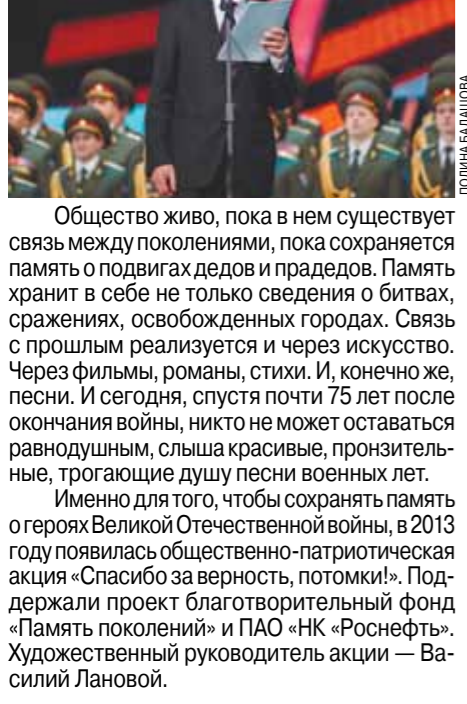 ПОЛИНА БАЛАШОВА
Общество живо, пока в нем существует
связь между поколениями, пока сохраняется
память о подвигах дедов и прадедов. Память
хранит в себе не только сведения о битвах,
сражениях, освобожденных городах. Связь
с прошлым реализуется и через искусство.
Через фильмы, романы, стихи. И, конечно же,
песни. И сегодня, спустя почти 75 лет после
окончания войны, никто не может оставаться
равнодушным, слыша красивые, пронзитель-
ные, трогающие душу песни военных лет.
Именно для того, чтобы сохранять память
о героях Великой Отечественной войны, в 2013
году появилась общественно-патриотическая
акция «Спасибо за верность, потомки!». Под-
держали проект благотворительный фонд
«Память поколений» и ПАО «НК «Роснефть».
Художественный руководитель акции — Ва-
силий Лановой.